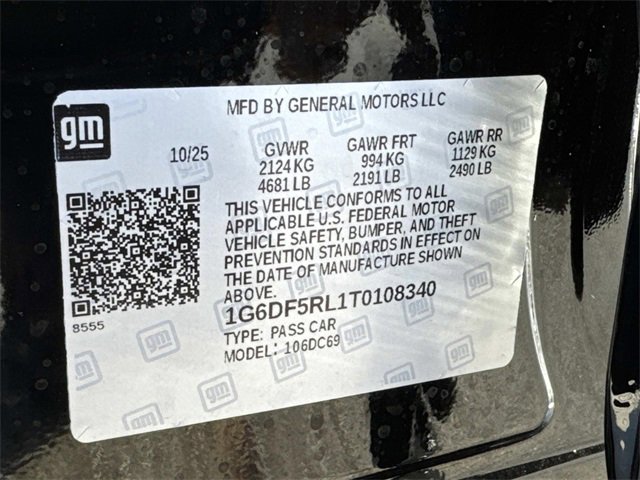 MFD BY GENERAL MOTORS LLC
gm
10/25 GVWR GAWR FRT GAWR RR
2124 KG 994 KG 1129 KG
4681 LB 2191 LB 2490 LB
THIS VEHICLE CONFORMS TO ALL
APPLICABLE U.S. FEDERAL MOTOR
VEHICLE SAFETY, BUMPER, AND THEFT
PREVENTION STANDARDS IN EFFECT ON
THE DATE OF MANUFACTURE SHOWN
ABOVE.
1G6DF5RL1T0108340
8555
TYPE: PASS CAR
MODEL: 106DC69